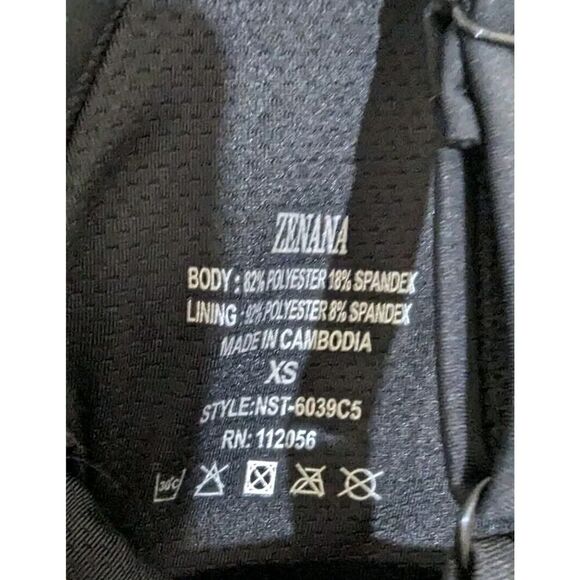 ZENANA
BODY : 82% POLYESTER 18% SPANDEX
LINING : 92% POLYESTER 8% SPANDEX
MADE IN CAMBODIA
XS
STYLE:NST-6039C5
RN: 112056
30°C